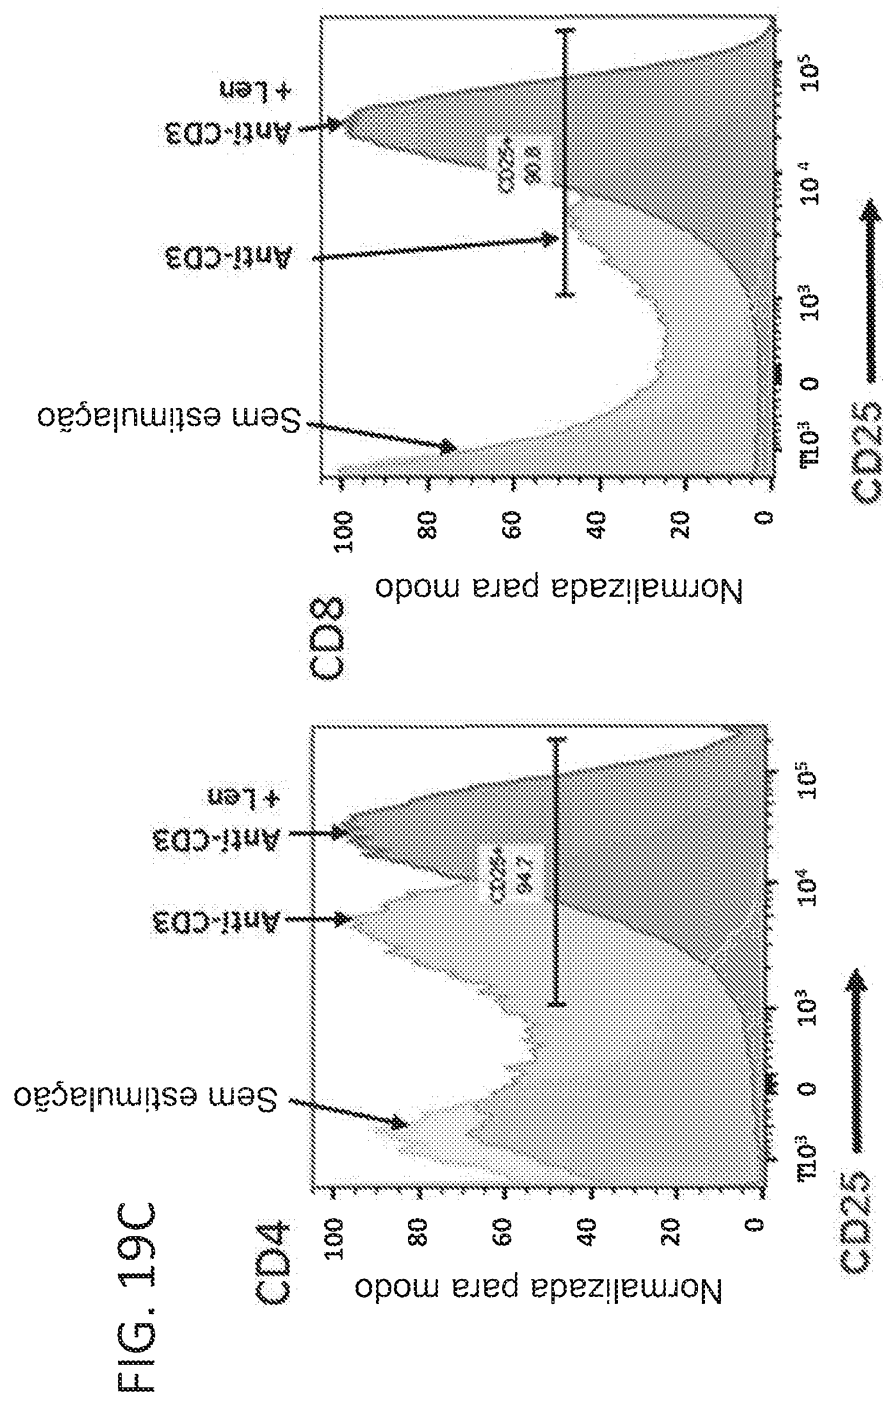 FIG. 19C
CD4
Sem estimulação
Anti-CD3
Anti-CD3
+ Len
Normalizada para modo
100
80
60
40
20
0
CD25+
94.7
T10³
0
10³
10⁴
10⁵
CD25
CD8
Sem estimulação
Anti-CD3
Anti-CD3
+ Len
Normalizada para modo
100
80
60
40
20
0
CD25+
90.8
T10³
0
10³
10⁴
10⁵
CD25